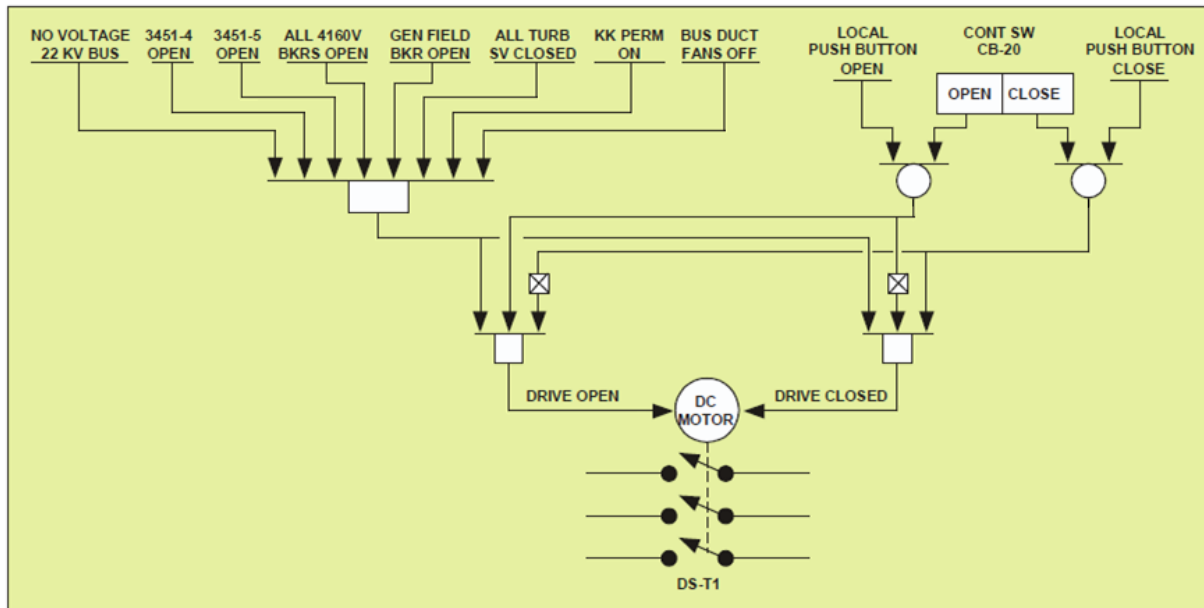 NO VOLTAGE
22 KV BUS
3451-4
OPEN
3451-5
OPEN
ALL 4160V
BKRS OPEN
GEN FIELD
BKR OPEN
ALL TURB
SV CLOSED
KK PERM
ON
BUS DUCT
FANS OFF
LOCAL
PUSH BUTTON
OPEN
CONT SW
CB-20
OPEN
CLOSE
LOCAL
PUSH BUTTON
CLOSE
DRIVE OPEN
DC
MOTOR
DRIVE CLOSED
DS-T1